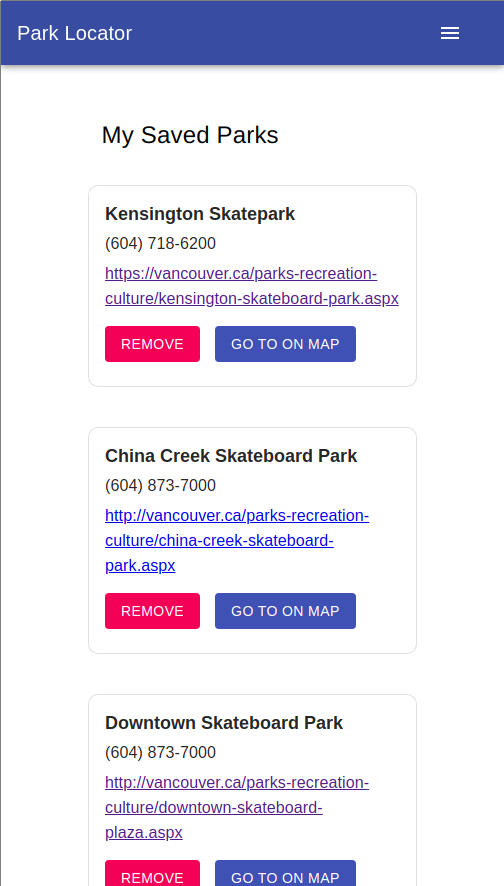 Park Locator
My Saved Parks
Kensington Skatepark
(604) 718-6200
https://vancouver.ca/parks-recreation-
culture/kensington-skateboard-park.aspx
REMOVE GO TO ON MAP
China Creek Skateboard Park
(604) 873-7000
http://vancouver.ca/parks-recreation-
culture/china-creek-skateboard-
park.aspx
REMOVE GO TO ON MAP
Downtown Skateboard Park
(604) 873-7000
http://vancouver.ca/parks-recreation-
culture/downtown-skateboard-
plaza.aspx
REMOVE GO TO ON MAP